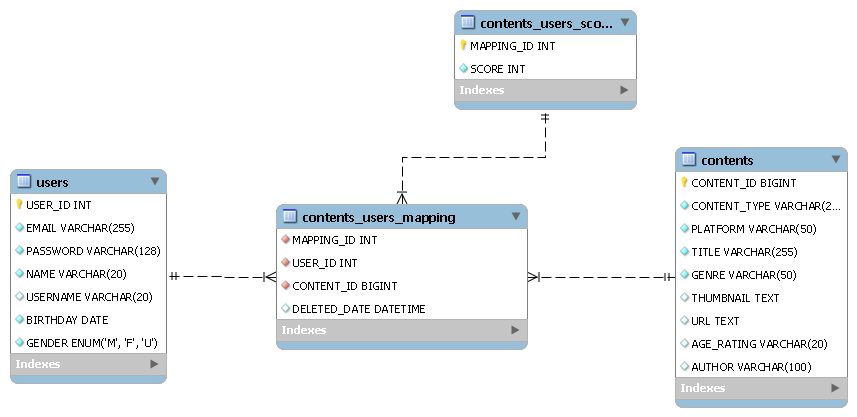 contents_users_sco...
MAPPING_ID INT
SCORE INT
Indexes
users
USER_ID INT
EMAIL VARCHAR(255)
PASSWORD VARCHAR(128)
NAME VARCHAR(20)
USERNAME VARCHAR(20)
BIRTHDAY DATE
GENDER ENUM('M', 'F', 'U')
Indexes
contents_users_mapping
MAPPING_ID INT
USER_ID INT
CONTENT_ID BIGINT
DELETED_DATE DATETIME
Indexes
contents
CONTENT_ID BIGINT
CONTENT_TYPE VARCHAR(2...
PLATFORM VARCHAR(50)
TITLE VARCHAR(255)
GENRE VARCHAR(50)
THUMBNAIL TEXT
URL TEXT
AGE_RATING VARCHAR(20)
AUTHOR VARCHAR(100)
Indexes